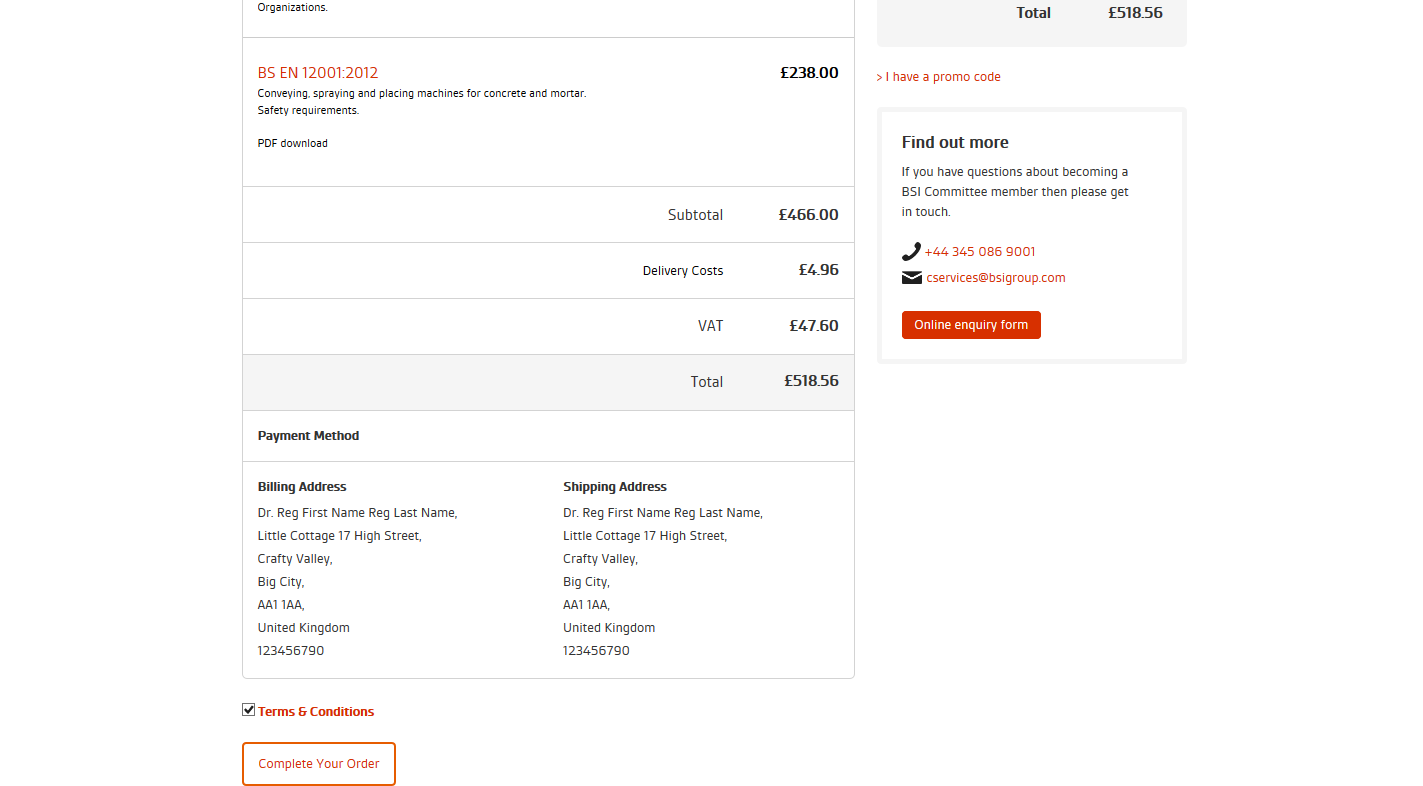 Organizations.
BS EN 12001:2012 £238.00
Conveying, spraying and placing machines for concrete and mortar.
Safety requirements.
PDF download
Subtotal £466.00
Delivery Costs £4.96
VAT £47.60
Total £518.56
Payment Method
Billing Address
Dr. Reg First Name Reg Last Name,
Little Cottage 17 High Street,
Crafty Valley,
Big City,
AA1 1AA,
United Kingdom
123456790
Shipping Address
Dr. Reg First Name Reg Last Name,
Little Cottage 17 High Street,
Crafty Valley,
Big City,
AA1 1AA,
United Kingdom
123456790
Terms & Conditions
Complete Your Order
Total £518.56
> I have a promo code
Find out more
If you have questions about becoming a
BSI Committee member then please get
in touch.
+44 345 086 9001
cservices@bsigroup.com
Online enquiry form